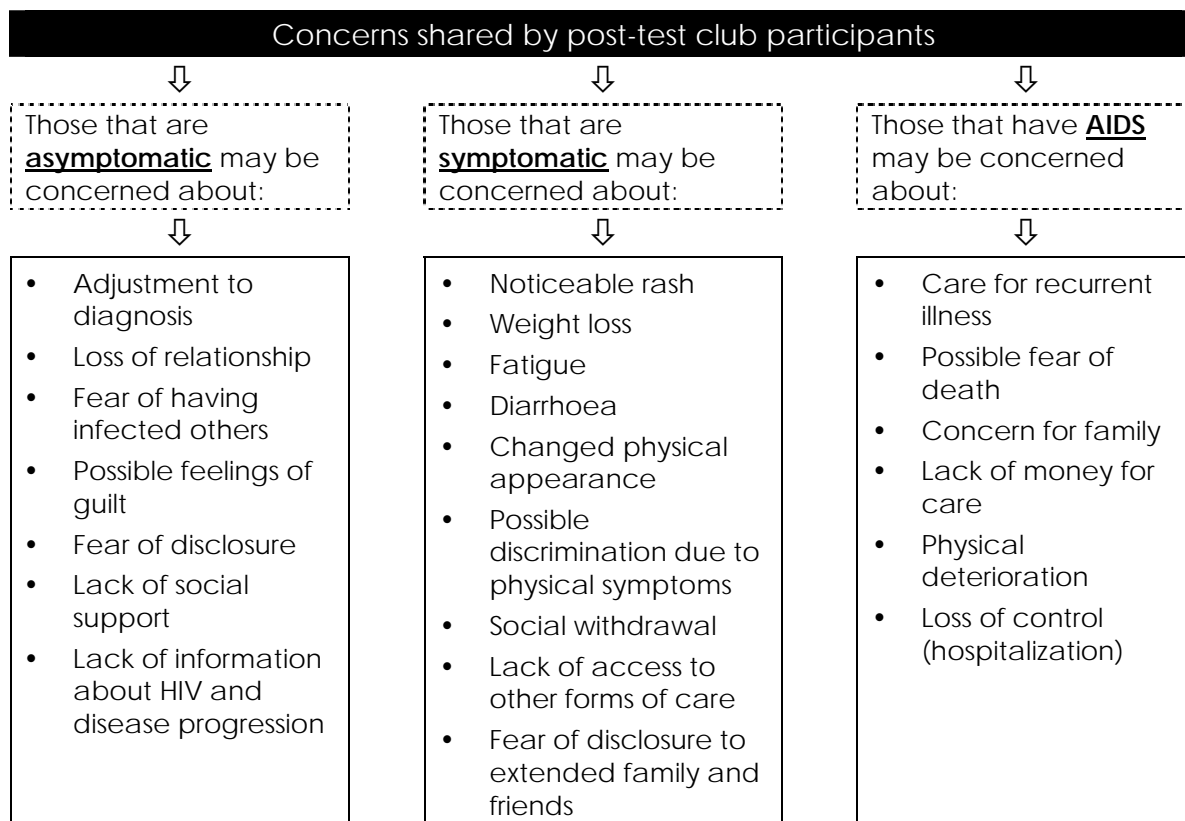 Concerns shared by post-test club participants
Those that are
asymptomatic may be
concerned about:
• Adjustment to
diagnosis
• Loss of relationship
• Fear of having
infected others
• Possible feelings of
guilt
• Fear of disclosure
• Lack of social
support
• Lack of information
about HIV and
disease progression
Those that are
symptomatic may be
concerned about:
• Noticeable rash
• Weight loss
• Fatigue
• Diarrhoea
• Changed physical
appearance
• Possible
discrimination due to
physical symptoms
• Social withdrawal
• Lack of access to
other forms of care
• Fear of disclosure to
extended family and
friends
Those that have AIDS
may be concerned
about:
• Care for recurrent
illness
• Possible fear of
death
• Concern for family
• Lack of money for
care
• Physical
deterioration
• Loss of control
(hospitalization)